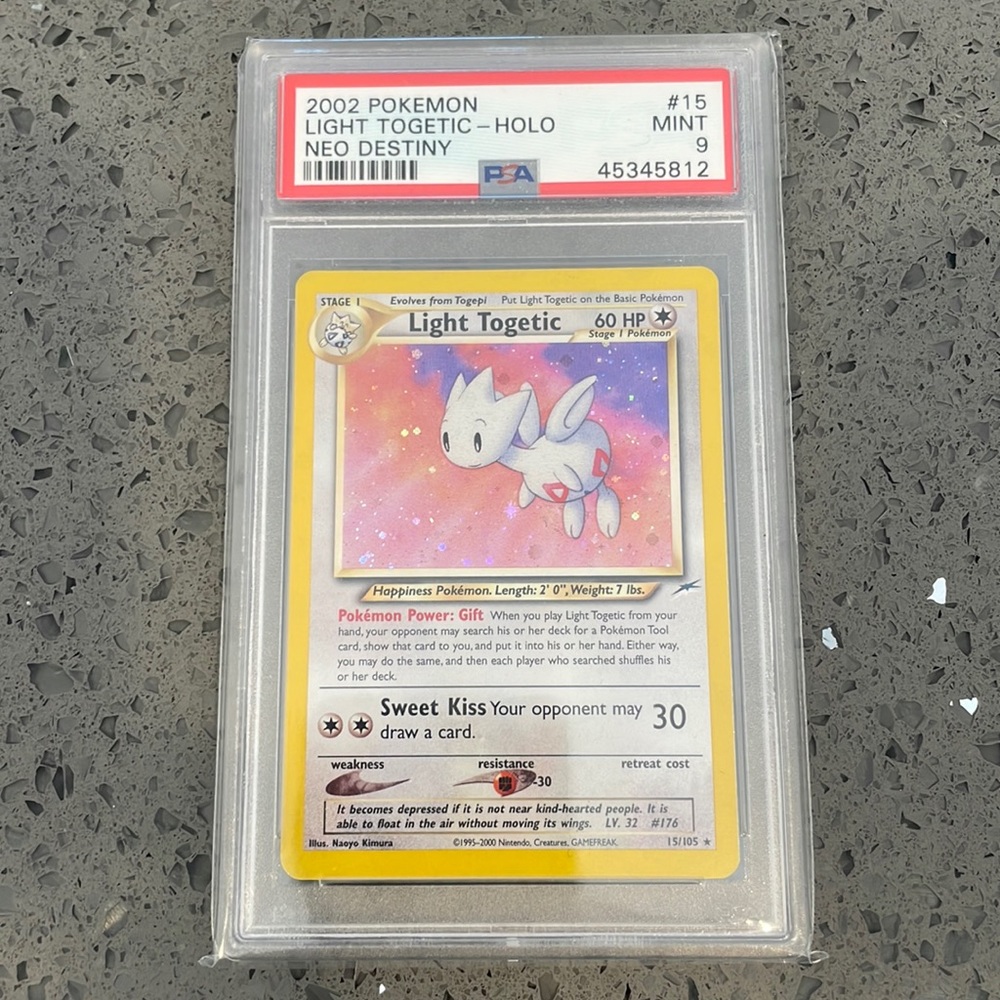 2002 POKEMON #15
LIGHT TOGETIC – HOLO MINT
NEO DESTINY 9
PSA 45345812
STAGE 1 Evolves from Togepi Put Light Togetic on the Basic Pokémon
Light Togetic 60 HP
Stage 1 Pokémon
Happiness Pokémon. Length: 2' 0", Weight: 7 lbs.
Pokémon Power: Gift When you play Light Togetic from your
hand, your opponent may search his or her deck for a Pokémon Tool
card, show that card to you, and put it into his or her hand. Either way,
you may do the same, and then each player who searched shuffles his
or her deck.
Sweet Kiss Your opponent may 30
draw a card.
weakness resistance retreat cost
-30
It becomes depressed if it is not near kind-hearted people. It is
able to float in the air without moving its wings. LV. 32 #176
Illus. Naoyo Kimura ©1995–2000 Nintendo, Creatures, GAMEFREAK. 15/105 ★